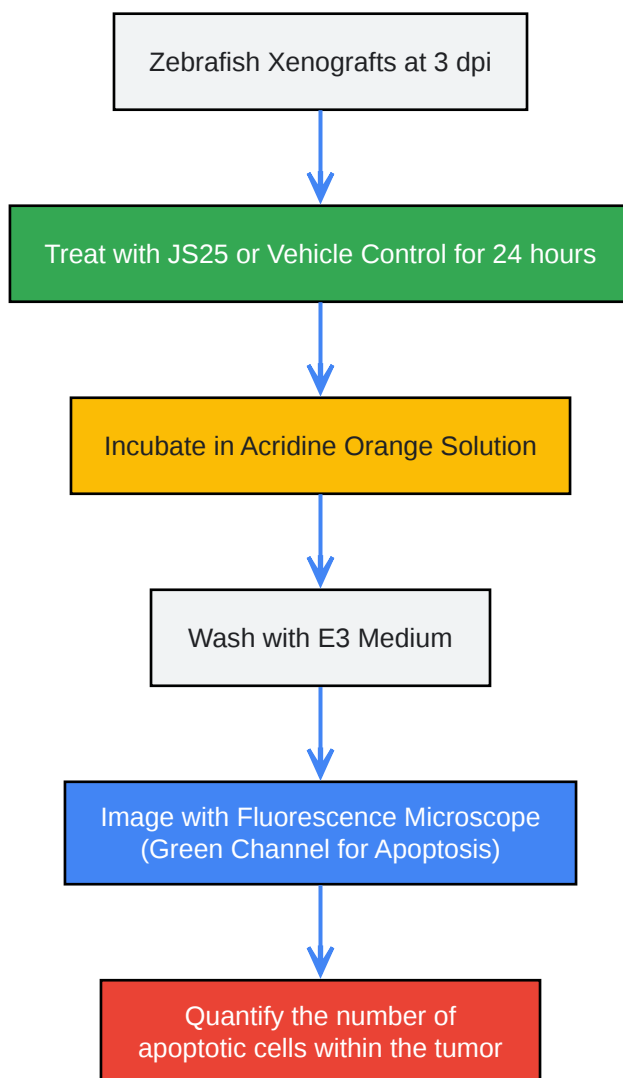 Zebrafish Xenografts at 3 dpi
Treat with JS25 or Vehicle Control for 24 hours
Incubate in Acridine Orange Solution
Wash with E3 Medium
Image with Fluorescence Microscope
(Green Channel for Apoptosis)
Quantify the number of
apoptotic cells within the tumor